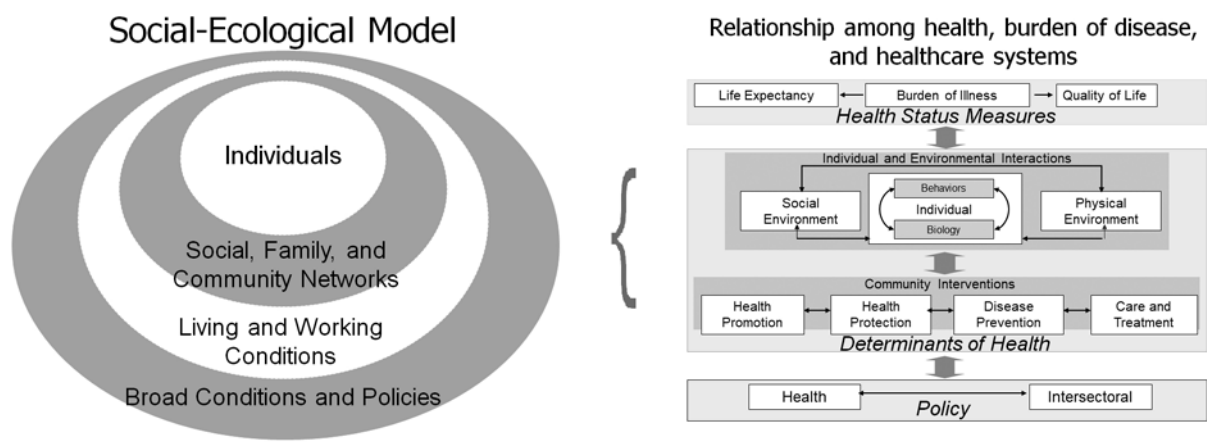 Social-Ecological Model
Individuals
Social, Family, and
Community Networks
Living and Working
Conditions
Broad Conditions and Policies
Relationship among health, burden of disease,
and healthcare systems
Life Expectancy
Burden of Illness
Quality of Life
Health Status Measures
Individual and Environmental Interactions
Social
Environment
Behaviors
Individual
Biology
Physical
Environment
Community Interventions
Health
Promotion
Health
Protection
Disease
Prevention
Care and
Treatment
Determinants of Health
Health
Intersectoral
Policy